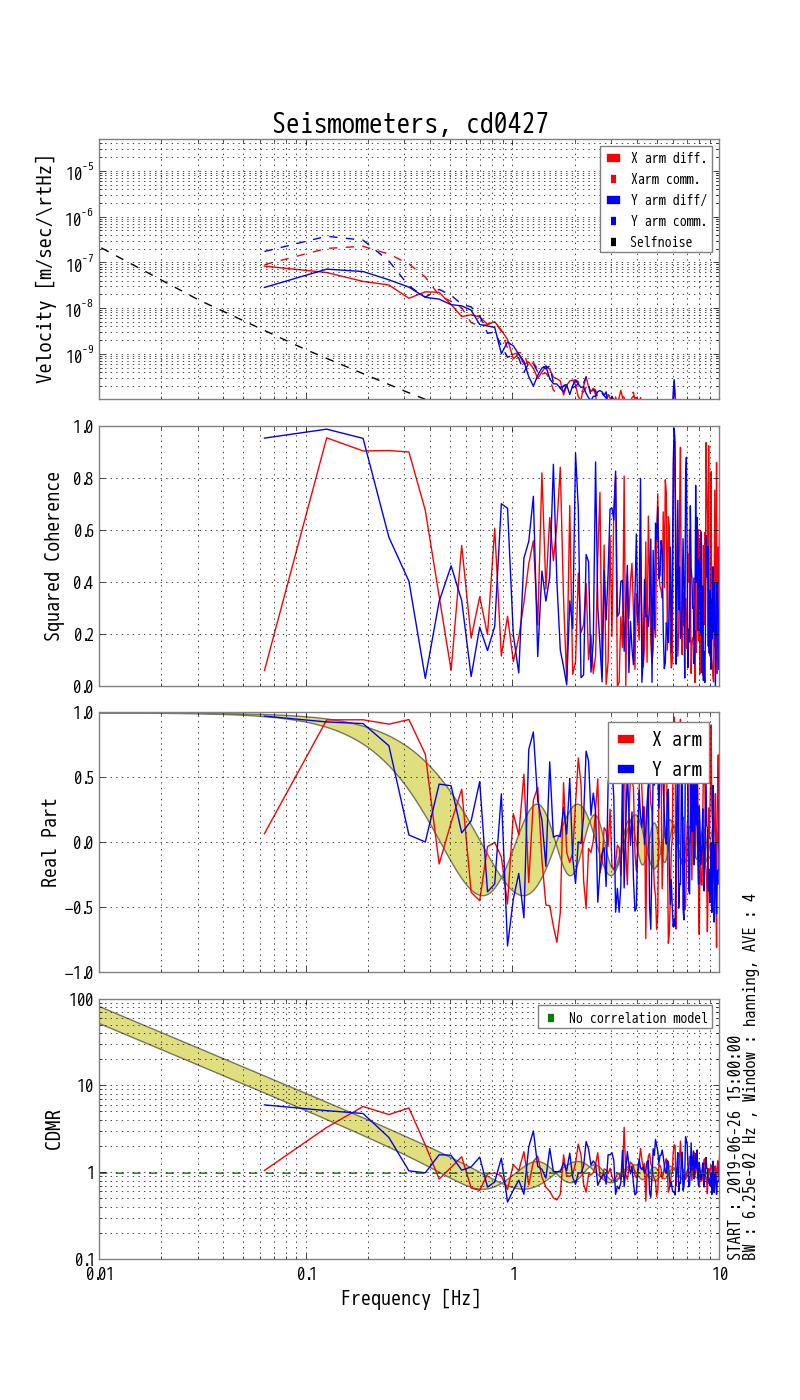 Seismometers, cd0427
Velocity [m/sec/\rtHz]
10^-5
10^-6
10^-7
10^-8
10^-9
X arm diff.
Xarm comm.
Y arm diff/
Y arm comm.
Selfnoise
Squared Coherence
1.0
0.8
0.6
0.4
0.2
0.0
Real Part
1.0
0.5
0.0
−0.5
−1.0
X arm
Y arm
CDMR
100
10
1
0.1
No correlation model
0.01
0.1
1
10
Frequency [Hz]
START : 2019-06-26 15:00:00
BW : 6.25e-02 Hz , Window : hanning, AVE : 4